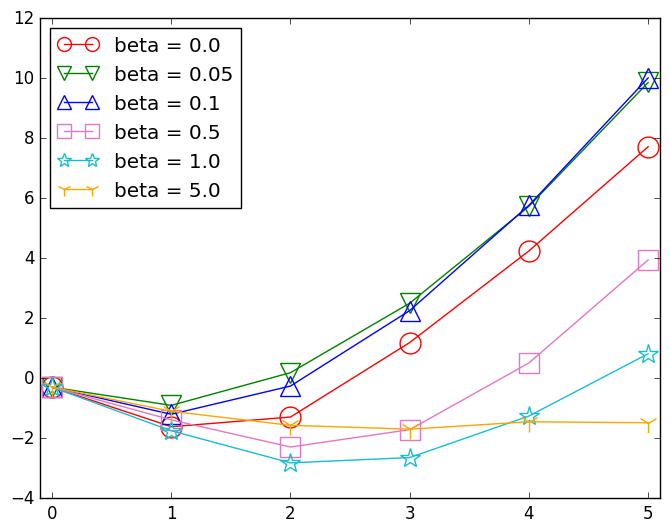 12
10
8
6
4
2
0
−2
−4
beta = 0.0
beta = 0.05
beta = 0.1
beta = 0.5
beta = 1.0
beta = 5.0
0 1 2 3 4 5